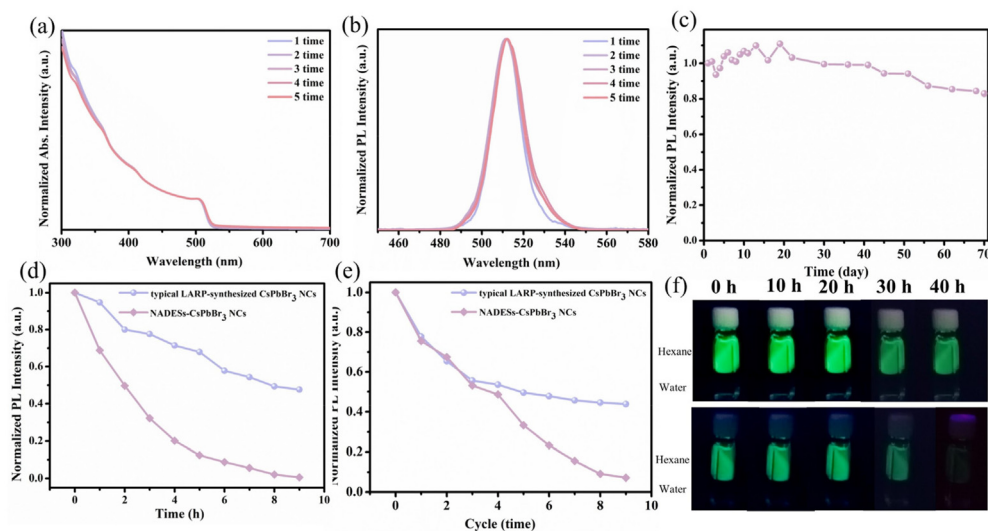 (a)
1 time
2 time
3 time
4 time
5 time
Normalized Abs. Intensity (a.u.)
300 400 500 600 700
Wavelength (nm)
(b)
1 time
2 time
3 time
4 time
5 time
Normalized PL Intensity (a.u.)
460 480 500 520 540 560 580
Wavelength (nm)
(c)
Normalized PL Intensity (a.u.)
1.2
1.0
0.8
0.6
0.4
0.2
0.0
0 10 20 30 40 50 60 70
Time (day)
(d)
typical LARP-synthesized CsPbBr3 NCs
NADESs-CsPbBr3 NCs
Normalized PL Intensity (a.u.)
1.0
0.8
0.6
0.4
0.2
0.0
0 2 4 6 8 10
Time (h)
(e)
typical LARP-synthesized CsPbBr3 NCs
NADESs-CsPbBr3 NCs
Normalized PL Intensity (a.u.)
1.0
0.8
0.6
0.4
0.2
0.0
0 2 4 6 8 10
Cycle (time)
(f)
0 h 10 h 20 h 30 h 40 h
Hexane
Water
Hexane
Water